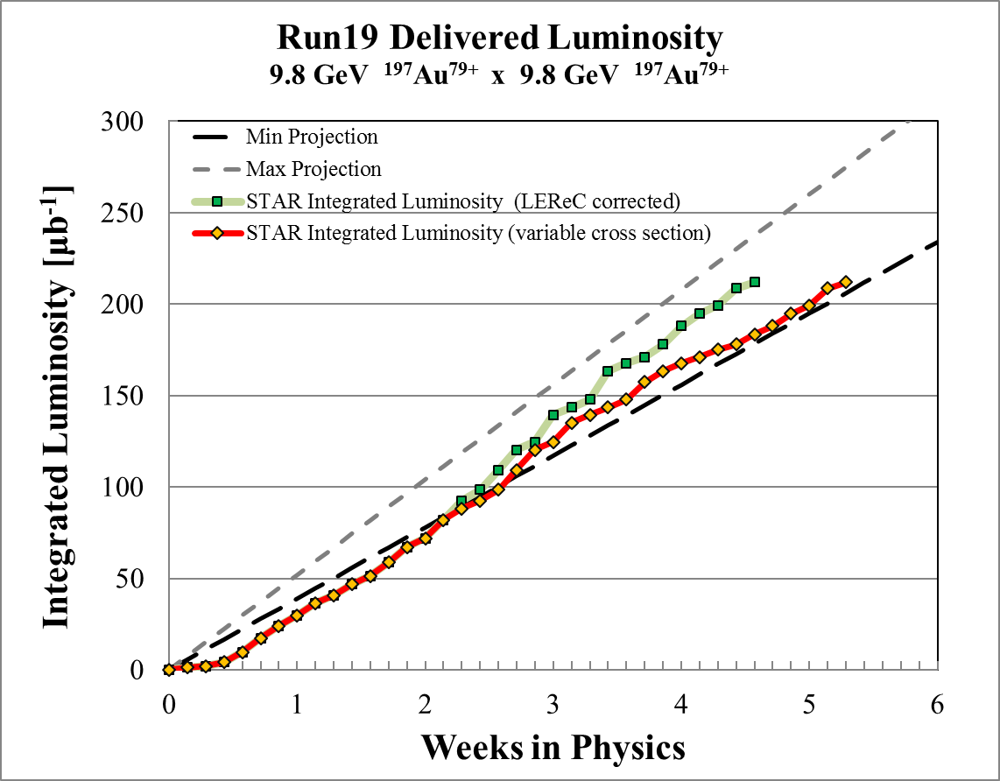 Run19 Delivered Luminosity
9.8 GeV ¹⁹⁷Au⁷⁹⁺ x 9.8 GeV ¹⁹⁷Au⁷⁹⁺
Min Projection
Max Projection
STAR Integrated Luminosity (LEReC corrected)
STAR Integrated Luminosity (variable cross section)
Integrated Luminosity [µb⁻¹]
300
250
200
150
100
50
0
0 1 2 3 4 5 6
Weeks in Physics